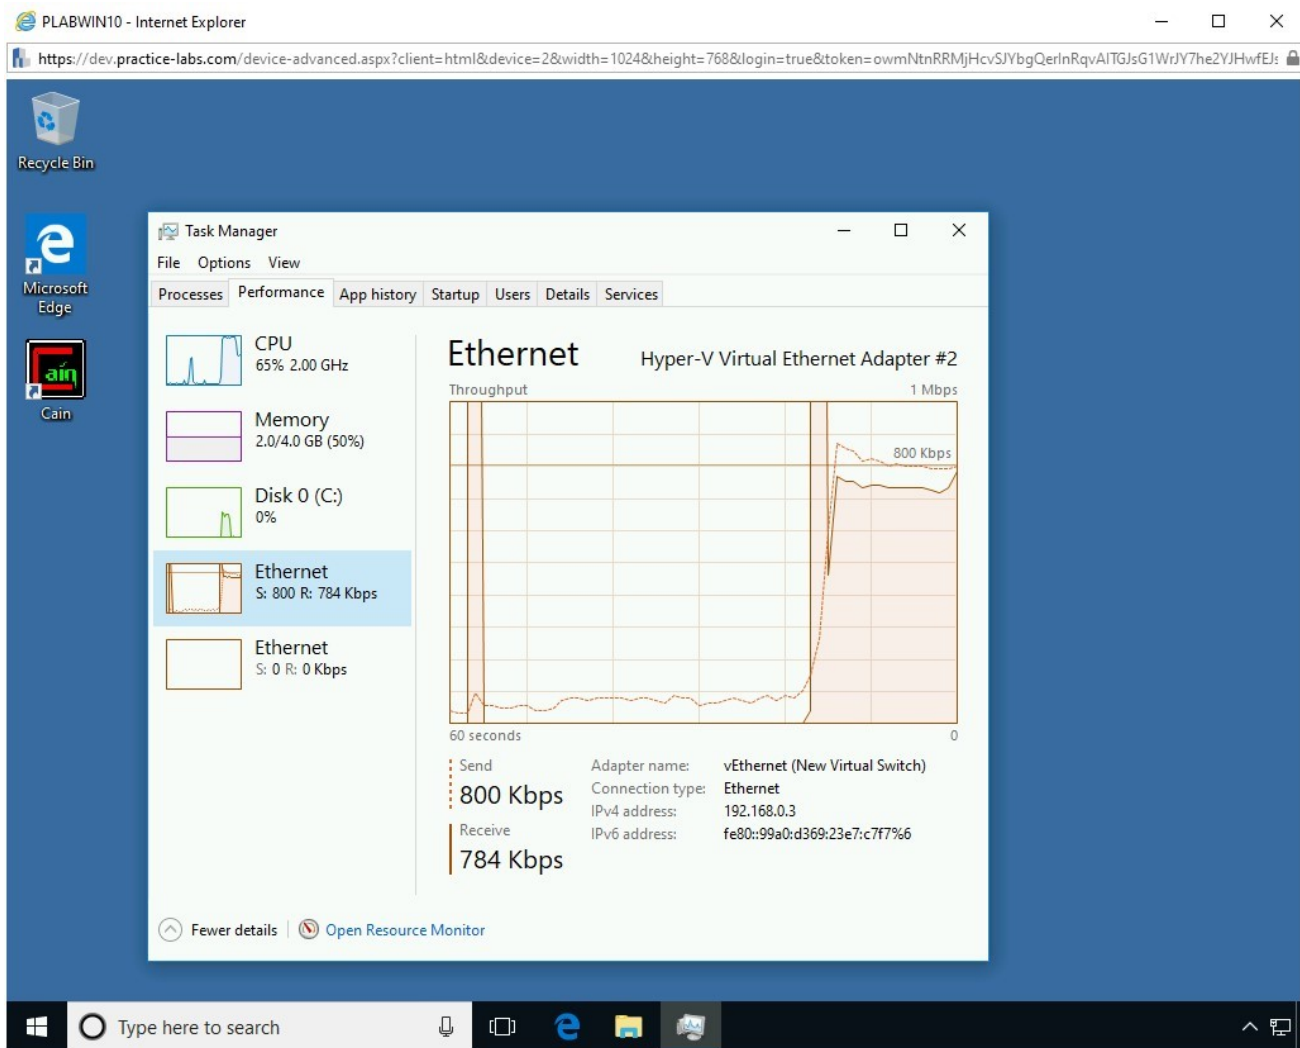 PLABWIN10 - Internet Explorer
https://dev.practice-labs.com/device-advanced.aspx?client=html&device=2&width=1024&height=768&login=true&token=owmNtnRRMjHcvSJYbgQerlnRqvAlTGJsG1WrJY7he2YJHwfEJs
Recycle Bin
Microsoft
Edge
Cain
Cain
Task Manager
File Options View
Processes Performance App history Startup Users Details Services
CPU
65% 2.00 GHz
Memory
2.0/4.0 GB (50%)
Disk 0 (C:)
0%
Ethernet
S: 800 R: 784 Kbps
Ethernet
S: 0 R: 0 Kbps
Ethernet Hyper-V Virtual Ethernet Adapter #2
Throughput 1 Mbps
800 Kbps
60 seconds 0
Send
800 Kbps
Receive
784 Kbps
Adapter name: vEthernet (New Virtual Switch)
Connection type: Ethernet
IPv4 address: 192.168.0.3
IPv6 address: fe80::99a0:d369:23e7:c7f7%6
Fewer details Open Resource Monitor
Type here to search